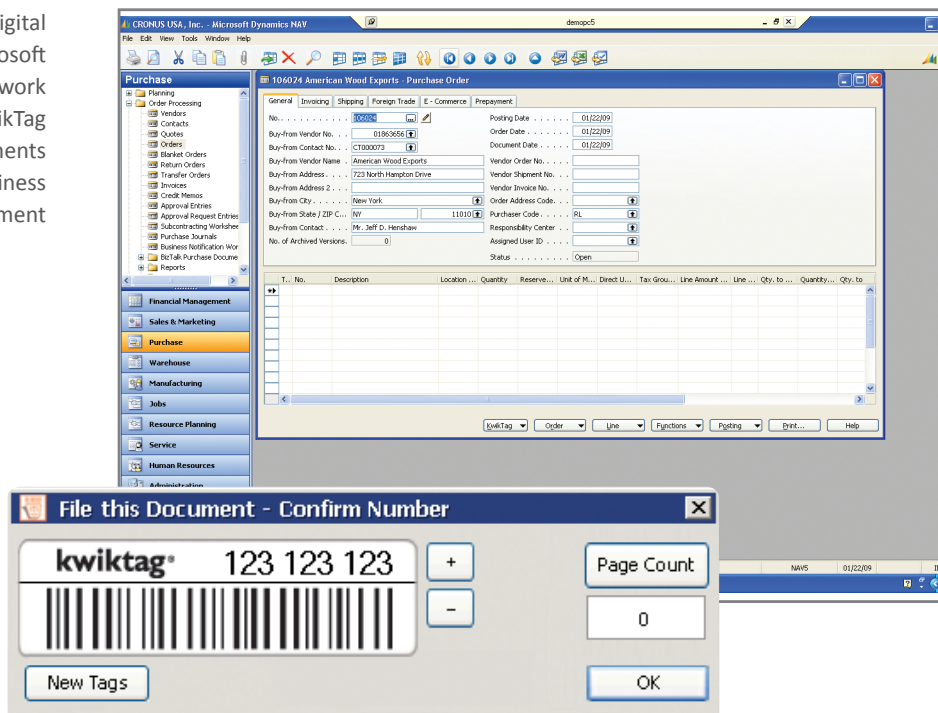 igital
osoft
work
ikTag
ments
iness
ment
CRONUS USA, Inc. - Microsoft Dynamics NAV
demopc5
File Edit View Tools Window Help
Purchase
Planning
Order Processing
Vendors
Contacts
Quotes
Orders
Blanket Orders
Return Orders
Transfer Orders
Invoices
Credit Memos
Approval Entries
Approval Request Entries
Subcontracting Workshee
Purchase Journals
Business Notification Wor
BizTalk Purchase Docume
Reports
Financial Management
Sales & Marketing
Purchase
Warehouse
Manufacturing
Jobs
Resource Planning
Service
Human Resources
Administration
106024 American Wood Exports - Purchase Order
General Invoicing Shipping Foreign Trade E - Commerce Prepayment
No. . . . . . . . . . . . 106024
Buy-from Vendor No. . . . 01863656
Buy-from Contact No. . . CT000073
Buy-from Vendor Name . American Wood Exports
Buy-from Address . . . . 723 North Hampton Drive
Buy-from Address 2 . . .
Buy-from City . . . . . New York
Buy-from State / ZIP C... NY 11010
Buy-from Contact . . . . Mr. Jeff D. Henshaw
No. of Archived Versions. 0
Posting Date . . . . . . 01/22/09
Order Date . . . . . . 01/22/09
Document Date . . . . . 01/22/09
Vendor Order No. . . . .
Vendor Shipment No. . .
Vendor Invoice No. . . .
Order Address Code. . .
Purchaser Code . . . . . RL
Responsibility Center . .
Assigned User ID . . . .
Status . . . . . . . . . Open
T... No. Description Location ... Quantity Reserve... Unit of M... Direct U... Tax Grou... Line Amount ... Line ... Qty. to ... Quantity... Qty. to
KwikTag Order Line Functions Posting Print... Help
NAV5 01/22/09
File this Document - Confirm Number
kwiktag® 123 123 123
+
-
Page Count
0
New Tags
OK